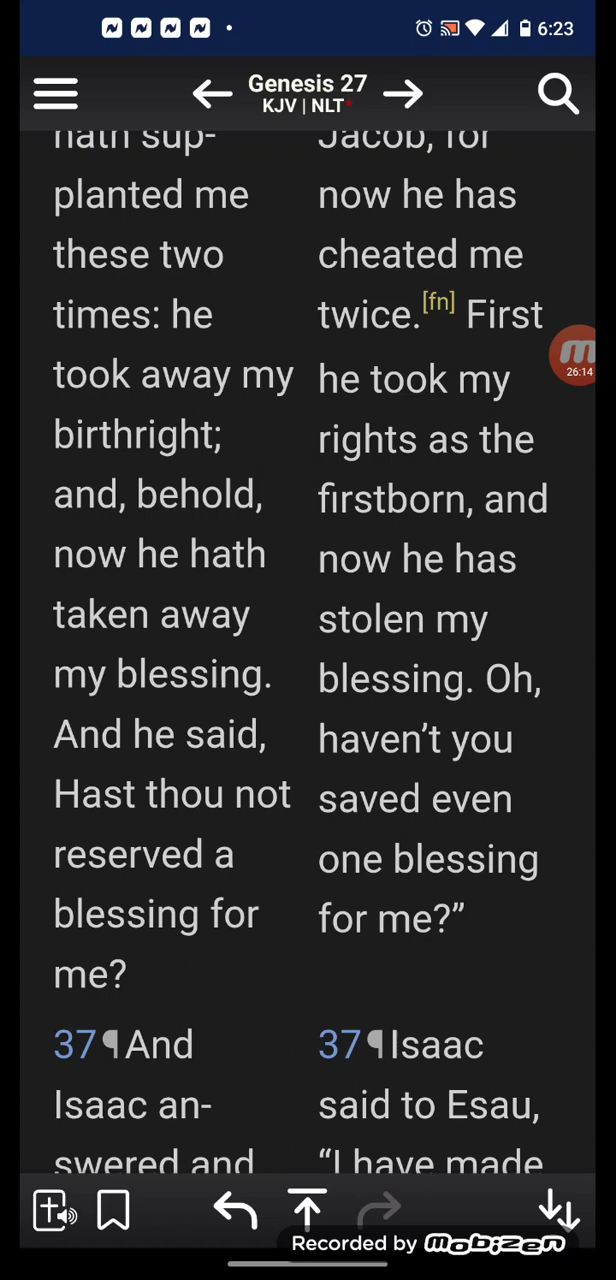 6:23
Genesis 27
KJV | NLT*
hath sup-
planted me
these two
times: he
took away my
birthright;
and, behold,
now he hath
taken away
my blessing.
And he said,
Hast thou not
reserved a
blessing for
me?
37 ¶And
Isaac an-
swered and
Jacob, for
now he has
cheated me
twice.[fn] First
he took my
rights as the
firstborn, and
now he has
stolen my
blessing. Oh,
haven’t you
saved even
one blessing
for me?”
37 ¶Isaac
said to Esau,
“I have made
26:14
Recorded by mobizen